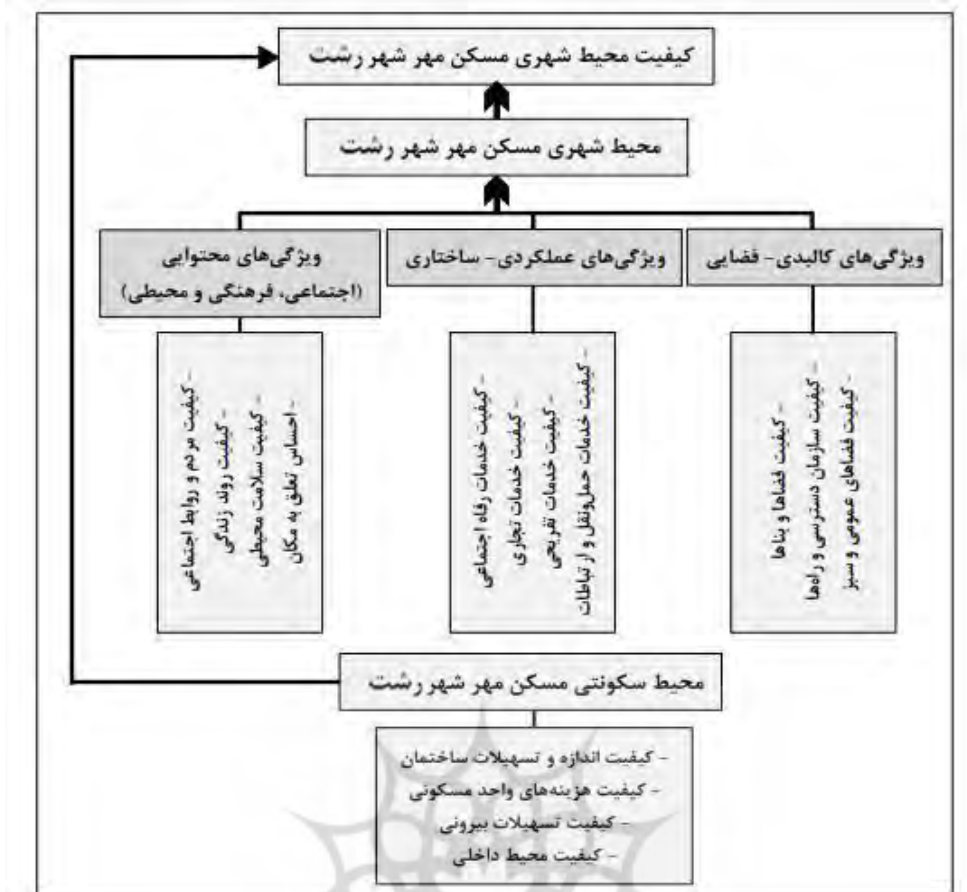 کیفیت محیط شهری مسکن مهر شهر رشت
محیط شهری مسکن مهر شهر رشت
ویژگی‌های کالبدی- فضایی
ویژگی‌های عملکردی- ساختاری
ویژگی‌های محتوایی
(اجتماعی، فرهنگی و محیطی)
- کیفیت فضاها و بناها
- کیفیت سازمان دسترسی و راه‌ها
- کیفیت فضاهای عمومی و سبز
- کیفیت خدمات رفاه اجتماعی
- کیفیت خدمات تجاری
- کیفیت خدمات تفریحی
- کیفیت خدمات حمل‌ونقل و ارتباطات
- کیفیت مردم و روابط اجتماعی
- کیفیت روند زندگی
- کیفیت سلامت محیطی
- احساس تعلق به مکان
محیط سکونتی مسکن مهر شهر رشت
- کیفیت اندازه و تسهیلات ساختمان
- کیفیت هزینه‌های واحد مسکونی
- کیفیت تسهیلات بیرونی
- کیفیت محیط داخلی